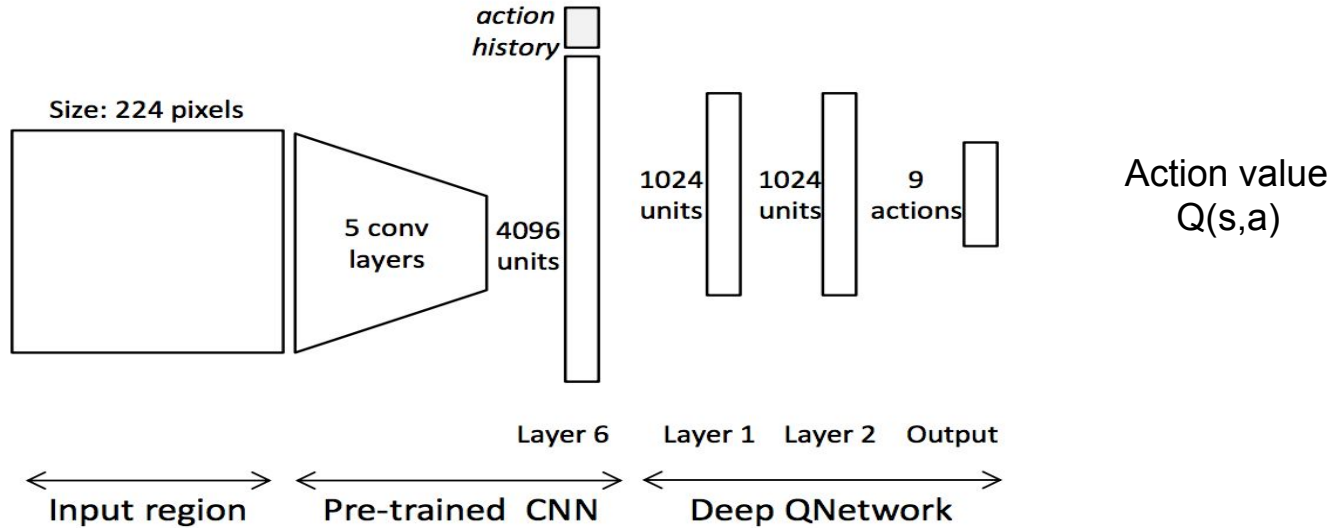 action
history
Size: 224 pixels
5 conv
layers
4096
units
1024
units
1024
units
9
actions
Action value
Q(s,a)
Layer 6
Layer 1
Layer 2
Output
Input region
Pre-trained CNN
Deep QNetwork